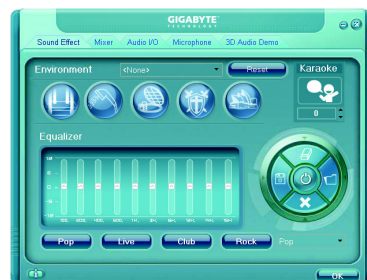 GIGABYTE
TECHNOLOGY
Sound Effect Mixer Audio I/O Microphone 3D Audio Demo
Environment <None> Reset Karaoke
0
Equalizer
Pop Live Club Rock Pop
OK